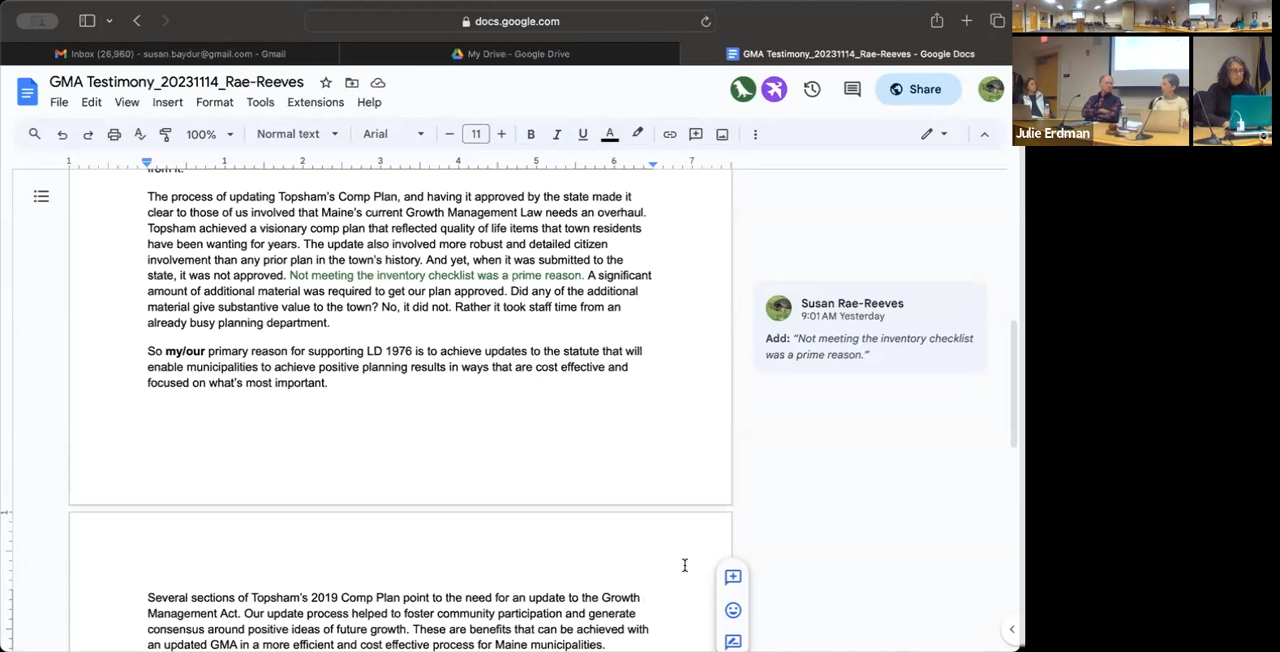 docs.google.com
Inbox (26,960) - susan.baydur@gmail.com - Gmail
My Drive - Google Drive
GMA Testimony_20231114_Rae-Reeves - Google Docs
GMA Testimony_20231114_Rae-Reeves
File Edit View Insert Format Tools Extensions Help
Share
100% Normal text Arial 11
1 1 2 3 4 5 6 7
from it.
The process of updating Topsham's Comp Plan, and having it approved by the state made it
clear to those of us involved that Maine's current Growth Management Law needs an overhaul.
Topsham achieved a visionary comp plan that reflected quality of life items that town residents
have been wanting for years. The update also involved more robust and detailed citizen
involvement than any prior plan in the town's history. And yet, when it was submitted to the
state, it was not approved. Not meeting the inventory checklist was a prime reason. A significant
amount of additional material was required to get our plan approved. Did any of the additional
material give substantive value to the town? No, it did not. Rather it took staff time from an
already busy planning department.
So my/our primary reason for supporting LD 1976 is to achieve updates to the statute that will
enable municipalities to achieve positive planning results in ways that are cost effective and
focused on what's most important.
Several sections of Topsham's 2019 Comp Plan point to the need for an update to the Growth
Management Act. Our update process helped to foster community participation and generate
consensus around positive ideas of future growth. These are benefits that can be achieved with
an updated GMA in a more efficient and cost effective process for Maine municipalities.
Susan Rae-Reeves
9:01 AM Yesterday
Add: "Not meeting the inventory checklist
was a prime reason."
Julie Erdman